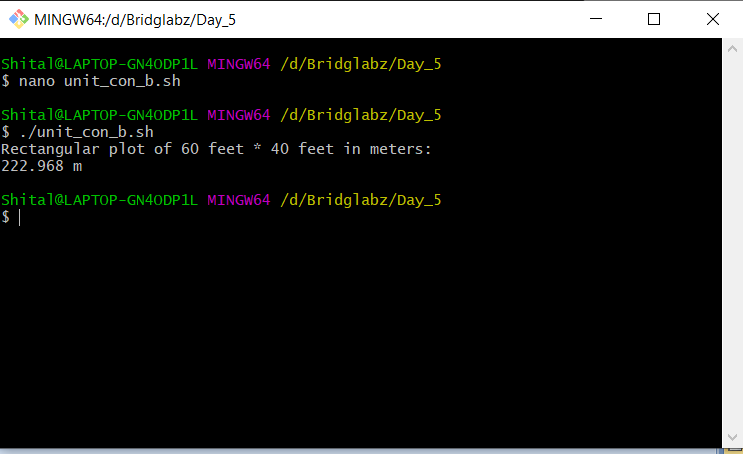 MINGW64:/d/Bridglabz/Day_5
Shital@LAPTOP-GN4ODP1L MINGW64 /d/Bridglabz/Day_5
$ nano unit_con_b.sh
Shital@LAPTOP-GN4ODP1L MINGW64 /d/Bridglabz/Day_5
$ ./unit_con_b.sh
Rectangular plot of 60 feet * 40 feet in meters:
222.968 m
Shital@LAPTOP-GN4ODP1L MINGW64 /d/Bridglabz/Day_5
$